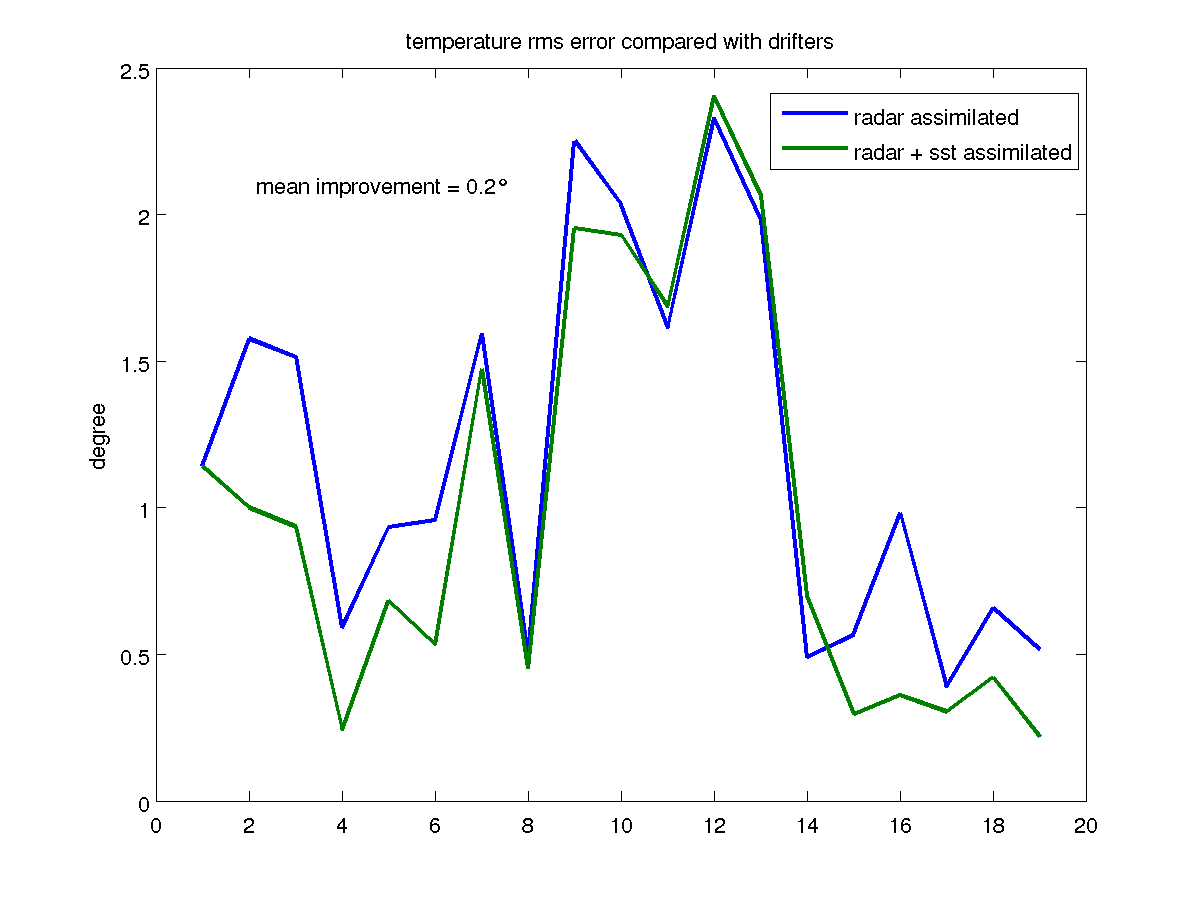 temperature rms error compared with drifters
2.5
radar assimilated
radar + sst assimilated
mean improvement = 0.2°
2
1.5
degree
1
0.5
0
0 2 4 6 8 10 12 14 16 18 20